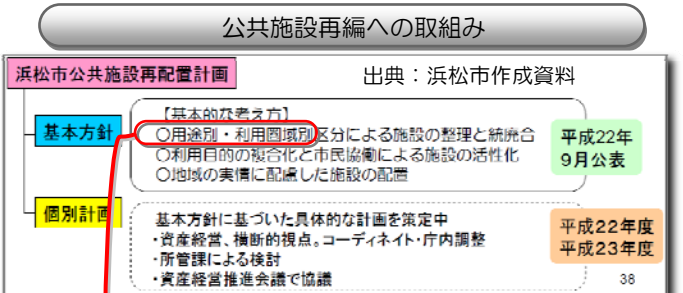 公共施設再編への取組み
浜松市公共施設再配置計画
出典：浜松市作成資料
【基本的な考え方】
基本方針
○用途別・利用圏域別区分による施設の整理と統廃合
○利用目的の複合化と市民協働による施設の活性化
○地域の実情に配慮した施設の配置
平成22年
9月公表
個別計画
基本方針に基づいた具体的な計画を策定中
・資産経営、横断的視点。コーディネイト・庁内調整
・所管課による検討
・資産経営推進会議で協議
平成22年度
平成23年度
38